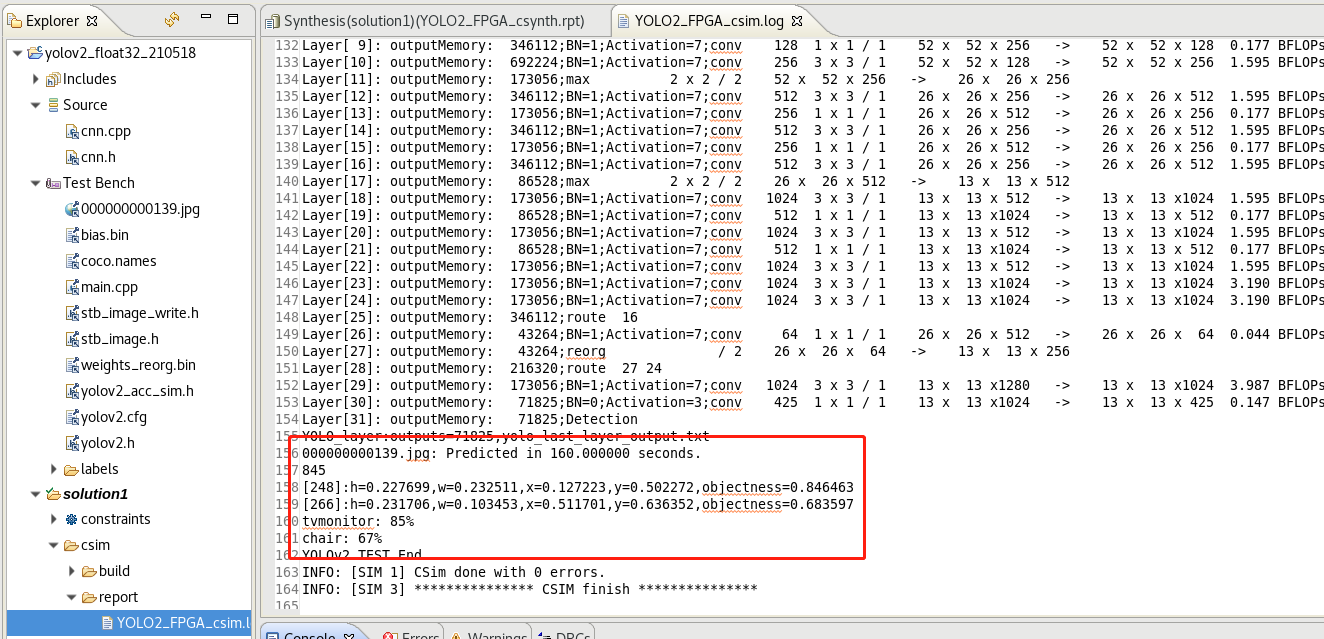 Explorer
Synthesis(solution1)(YOLO2_FPGA_csynth.rpt)
YOLO2_FPGA_csim.log
yolov2_float32_210518
Includes
Source
cnn.cpp
cnn.h
Test Bench
000000000139.jpg
bias.bin
coco.names
main.cpp
stb_image_write.h
stb_image.h
weights_reorg.bin
yolov2_acc_sim.h
yolov2.cfg
yolov2.h
labels
solution1
constraints
csim
build
report
YOLO2_FPGA_csim.l
132 Layer[ 9]: outputMemory:  346112;BN=1;Activation=7;conv    128  1 x 1 / 1    52 x  52 x 256   ->    52 x  52 x 128  0.177 BFLOPs
133 Layer[10]: outputMemory:  692224;BN=1;Activation=7;conv    256  3 x 3 / 1    52 x  52 x 128   ->    52 x  52 x 256  1.595 BFLOPs
134 Layer[11]: outputMemory:  173056;max          2 x 2 / 2    52 x  52 x 256   ->    26 x  26 x 256
135 Layer[12]: outputMemory:  346112;BN=1;Activation=7;conv    512  3 x 3 / 1    26 x  26 x 256   ->    26 x  26 x 512  1.595 BFLOPs
136 Layer[13]: outputMemory:  173056;BN=1;Activation=7;conv    256  1 x 1 / 1    26 x  26 x 512   ->    26 x  26 x 256  0.177 BFLOPs
137 Layer[14]: outputMemory:  346112;BN=1;Activation=7;conv    512  3 x 3 / 1    26 x  26 x 256   ->    26 x  26 x 512  1.595 BFLOPs
138 Layer[15]: outputMemory:  173056;BN=1;Activation=7;conv    256  1 x 1 / 1    26 x  26 x 512   ->    26 x  26 x 256  0.177 BFLOPs
139 Layer[16]: outputMemory:  346112;BN=1;Activation=7;conv    512  3 x 3 / 1    26 x  26 x 256   ->    26 x  26 x 512  1.595 BFLOPs
140 Layer[17]: outputMemory:   86528;max          2 x 2 / 2    26 x  26 x 512   ->    13 x  13 x 512
141 Layer[18]: outputMemory:  173056;BN=1;Activation=7;conv   1024  3 x 3 / 1    13 x  13 x 512   ->    13 x  13 x1024  1.595 BFLOPs
142 Layer[19]: outputMemory:   86528;BN=1;Activation=7;conv    512  1 x 1 / 1    13 x  13 x1024   ->    13 x  13 x 512  0.177 BFLOPs
143 Layer[20]: outputMemory:  173056;BN=1;Activation=7;conv   1024  3 x 3 / 1    13 x  13 x 512   ->    13 x  13 x1024  1.595 BFLOPs
144 Layer[21]: outputMemory:   86528;BN=1;Activation=7;conv    512  1 x 1 / 1    13 x  13 x1024   ->    13 x  13 x 512  0.177 BFLOPs
145 Layer[22]: outputMemory:  173056;BN=1;Activation=7;conv   1024  3 x 3 / 1    13 x  13 x 512   ->    13 x  13 x1024  1.595 BFLOPs
146 Layer[23]: outputMemory:  173056;BN=1;Activation=7;conv   1024  3 x 3 / 1    13 x  13 x1024   ->    13 x  13 x1024  3.190 BFLOPs
147 Layer[24]: outputMemory:  173056;BN=1;Activation=7;conv   1024  3 x 3 / 1    13 x  13 x1024   ->    13 x  13 x1024  3.190 BFLOPs
148 Layer[25]: outputMemory:  346112;route  16
149 Layer[26]: outputMemory:   43264;BN=1;Activation=7;conv     64  1 x 1 / 1    26 x  26 x 512   ->    26 x  26 x  64  0.044 BFLOPs
150 Layer[27]: outputMemory:   43264;reorg              / 2    26 x  26 x  64   ->    13 x  13 x 256
151 Layer[28]: outputMemory:  216320;route  27 24
152 Layer[29]: outputMemory:  173056;BN=1;Activation=7;conv   1024  3 x 3 / 1    13 x  13 x1280   ->    13 x  13 x1024  3.987 BFLOPs
153 Layer[30]: outputMemory:   71825;BN=0;Activation=3;conv    425  1 x 1 / 1    13 x  13 x1024   ->    13 x  13 x 425  0.147 BFLOPs
154 Layer[31]: outputMemory:   71825;Detection
155 YOLO_layer:outputs=71825,yolo_last_layer_output.txt
156 000000000139.jpg: Predicted in 160.000000 seconds.
157 845
158 [248]:h=0.227699,w=0.232511,x=0.127223,y=0.502272,objectness=0.846463
159 [266]:h=0.231706,w=0.103453,x=0.511701,y=0.636352,objectness=0.683597
160 tvmonitor: 85%
161 chair: 67%
162 YOLOv2 TEST End
163 INFO: [SIM 1] CSim done with 0 errors.
164 INFO: [SIM 3] *************** CSIM finish ***************
165
Console
Errors
Warnings
DRCs